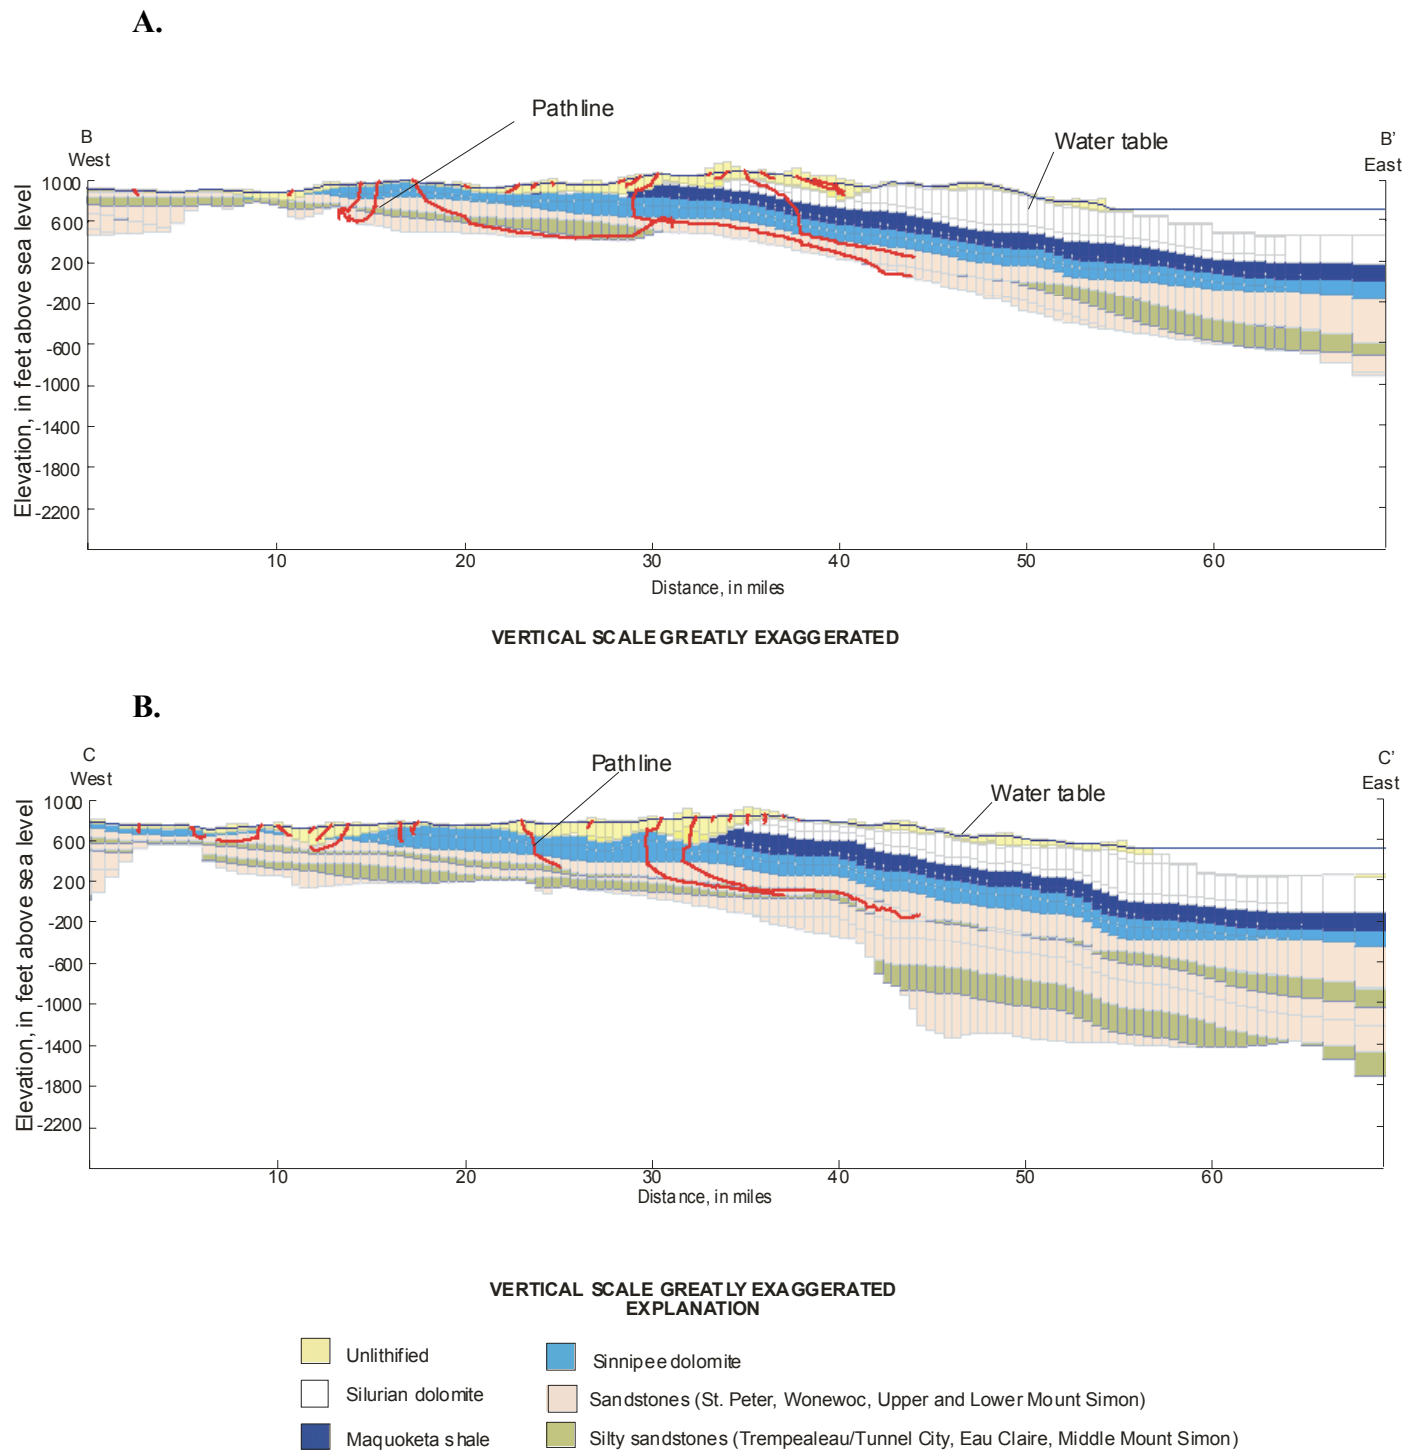 A.
Pathline
Water table
B
West
B'
East
1000
600
200
-200
-600
-1000
-1400
-1800
-2200
Elevation, in feet above sea level
10 20 30 40 50 60
Distance, in miles
VERTICAL SCALE GREATLY EXAGGERATED
B.
C
West
Pathline
Water table
C'
East
1000
600
200
-200
-600
-1000
-1400
-1800
-2200
Elevation, in feet above sea level
10 20 30 40 50 60
Distance, in miles
VERTICAL SCALE GREATLY EXAGGERATED
EXPLANATION
Unlithified
Silurian dolomite
Maquoketa shale
Sinnipee dolomite
Sandstones (St. Peter, Wonewoc, Upper and Lower Mount Simon)
Silty sandstones (Trempealeau/Tunnel City, Eau Claire, Middle Mount Simon)